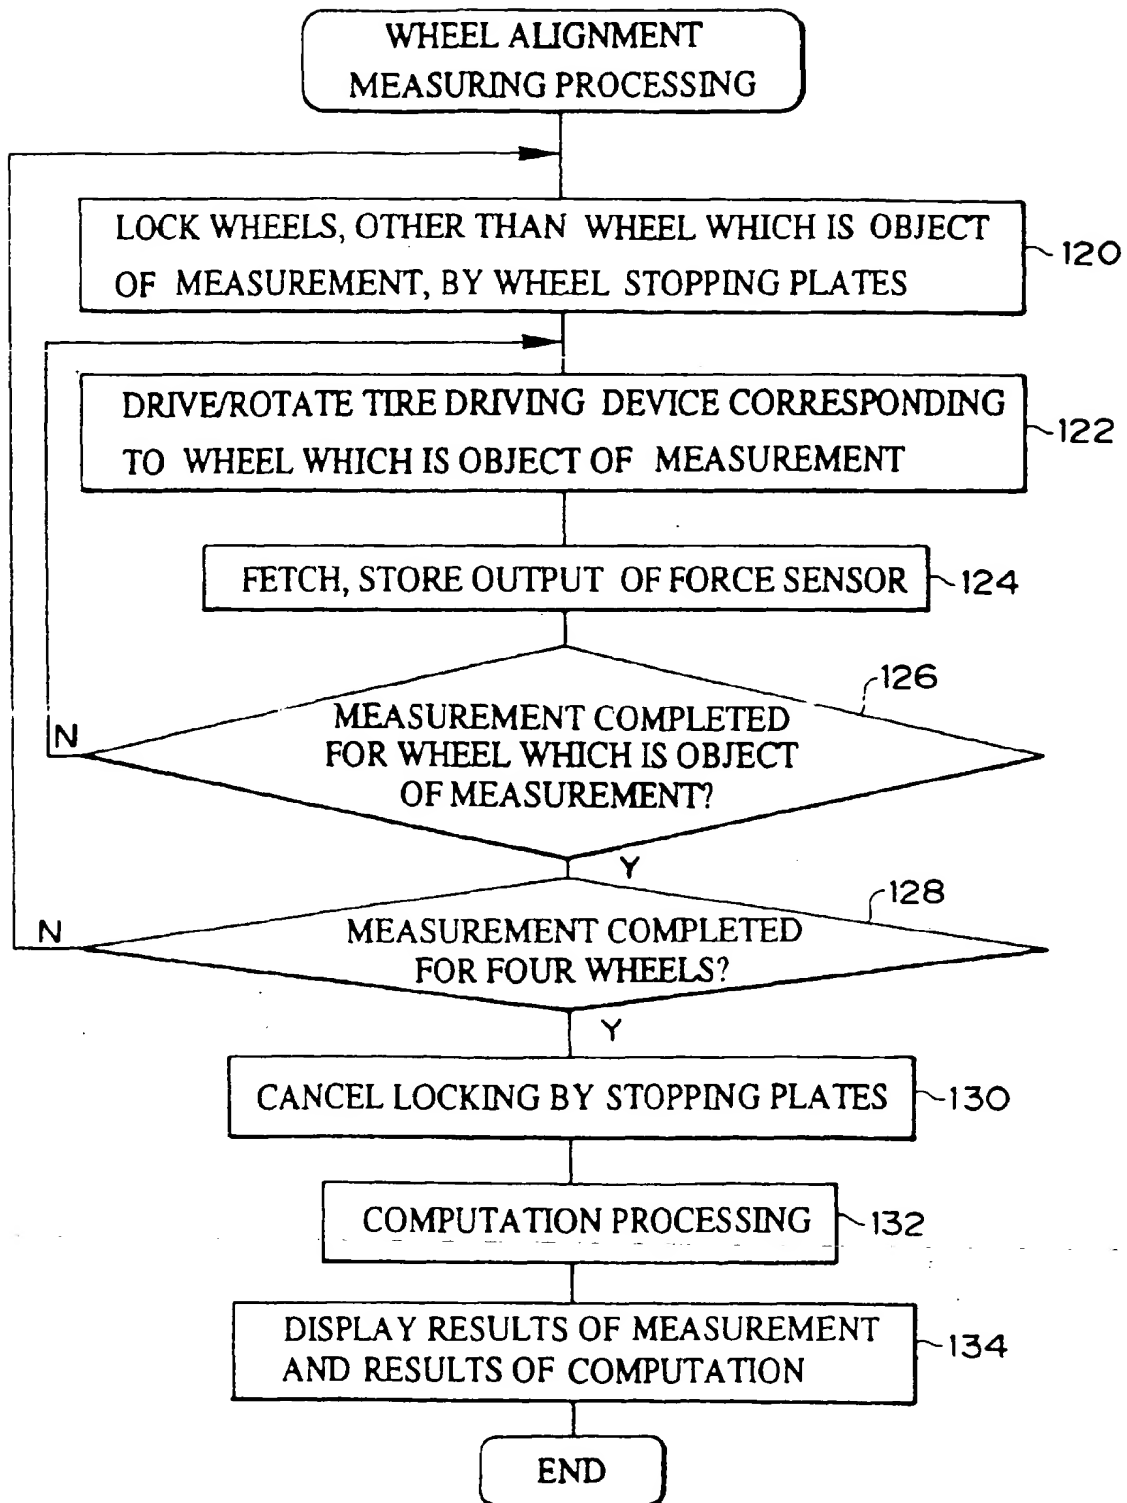 WHEEL ALIGNMENT
MEASURING PROCESSING
LOCK WHEELS, OTHER THAN WHEEL WHICH IS OBJECT
OF MEASUREMENT, BY WHEEL STOPPING PLATES
120
DRIVE/ROTATE TIRE DRIVING DEVICE CORRESPONDING
TO WHEEL WHICH IS OBJECT OF MEASUREMENT
122
FETCH, STORE OUTPUT OF FORCE SENSOR
124
126
MEASUREMENT COMPLETED
FOR WHEEL WHICH IS OBJECT
OF MEASUREMENT?
N
Y
128
MEASUREMENT COMPLETED
FOR FOUR WHEELS?
N
Y
CANCEL LOCKING BY STOPPING PLATES
130
COMPUTATION PROCESSING
132
DISPLAY RESULTS OF MEASUREMENT
AND RESULTS OF COMPUTATION
134
END